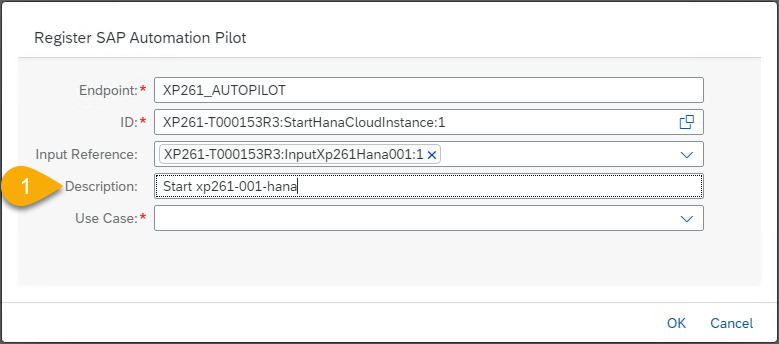 Register SAP Automation Pilot
Endpoint:* XP261_AUTOPILOT
ID:* XP261-T000153R3:StartHanaCloudInstance:1
Input Reference: XP261-T000153R3:InputXp261Hana001:1
1 Description: Start xp261-001-hana
Use Case:*
OK Cancel